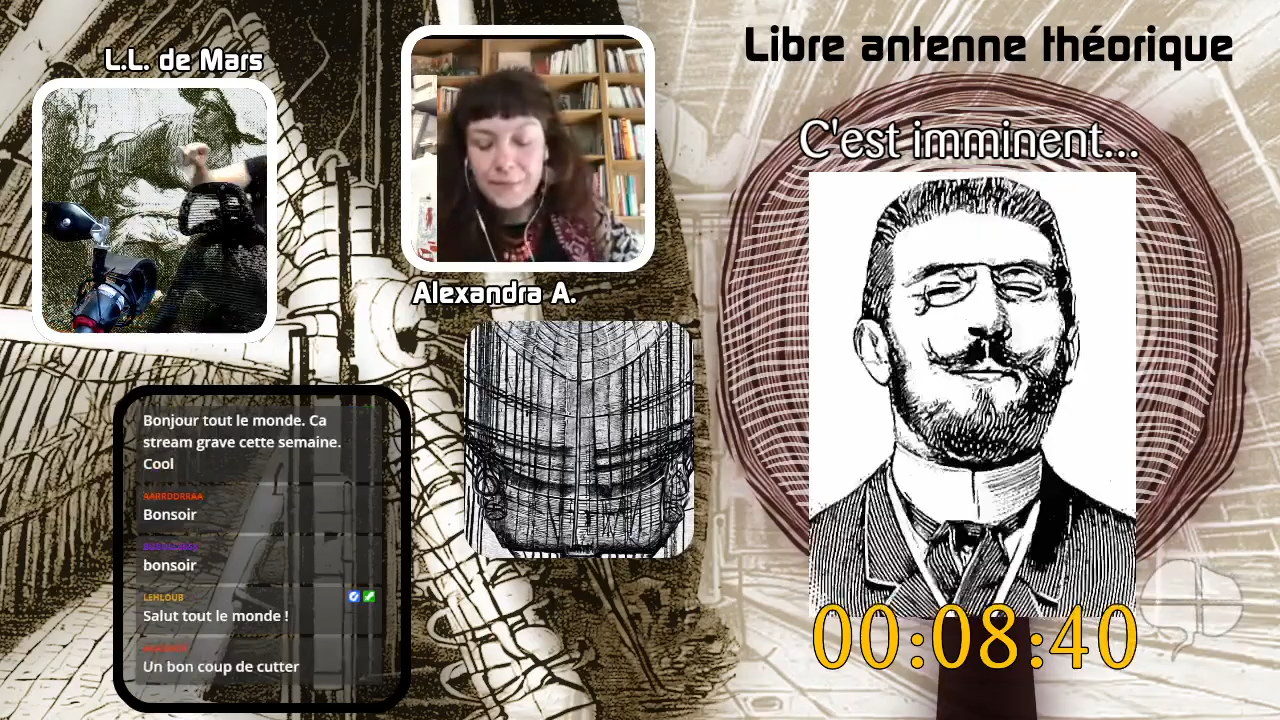 L.L. de Mars
Libre antenne théorique
C'est imminent...
Alexandra A.
Bonjour tout le monde. Ca
stream grave cette semaine.
Cool
Bonsoir
bonsoir
LEHLOUB
Salut tout le monde !
Un bon coup de cutter
00:08:40